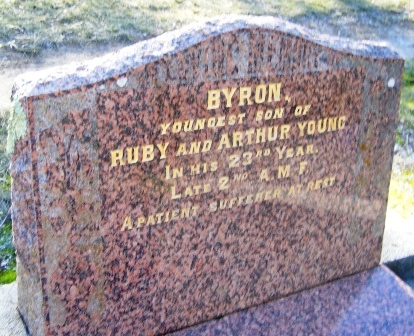 BYRON,
YOUNGEST SON OF
RUBY AND ARTHUR YOUNG
IN HIS 23RD YEAR.
LATE 2ND A.M.F.
A PATIENT SUFFERER AT REST